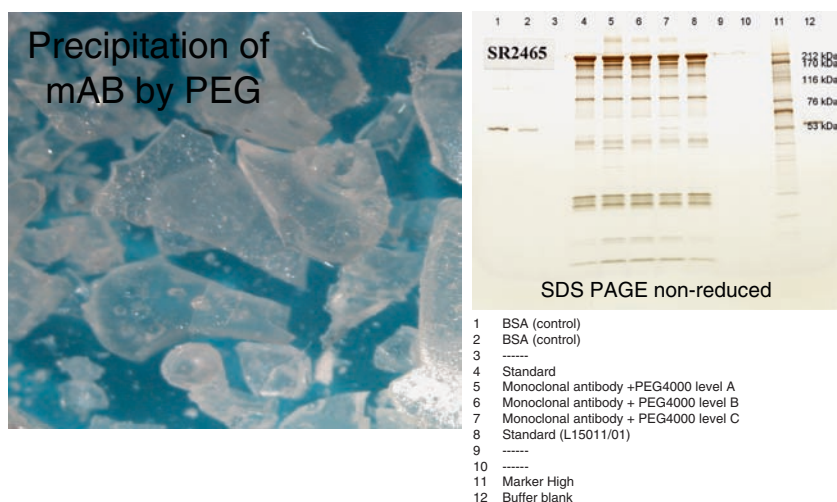 Precipitation of
mAB by PEG
1 2 3 4 5 6 7 8 9 10 11 12
SR2465
212 kDa
170 kDa
116 kDa
76 kDa
53 kDa
SDS PAGE non-reduced
1 BSA (control)
2 BSA (control)
3 ------
4 Standard
5 Monoclonal antibody +PEG4000 level A
6 Monoclonal antibody + PEG4000 level B
7 Monoclonal antibody + PEG4000 level C
8 Standard (L15011/01)
9 ------
10 ------
11 Marker High
12 Buffer blank